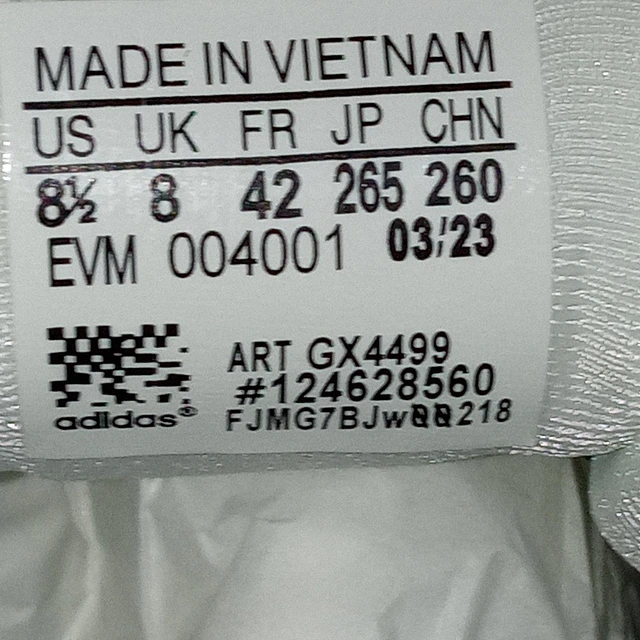 MADE IN VIETNAM
US UK FR JP CHN
8½ 8 42 265 260
EVM 004001 03/23
ART GX4499
#124628560
adidas®